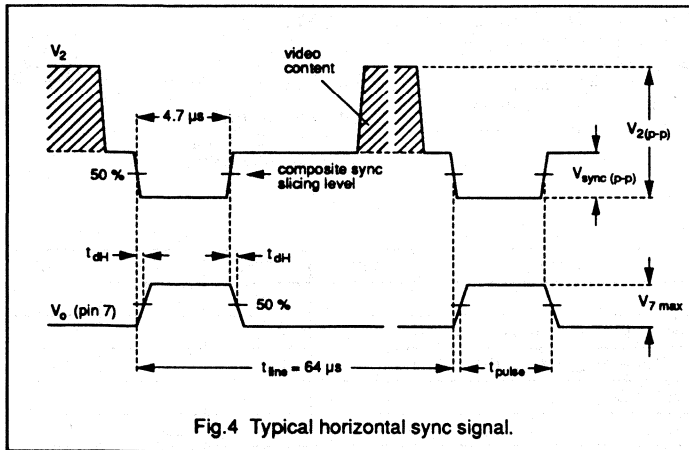 V2
video
content
4.7 µs
V2(p-p)
50 %
composite sync
slicing level
Vsync (p-p)
tdH
tdH
Vo (pin 7)
50 %
V7 max
tline = 64 µs
tpulse
Fig.4 Typical horizontal sync signal.